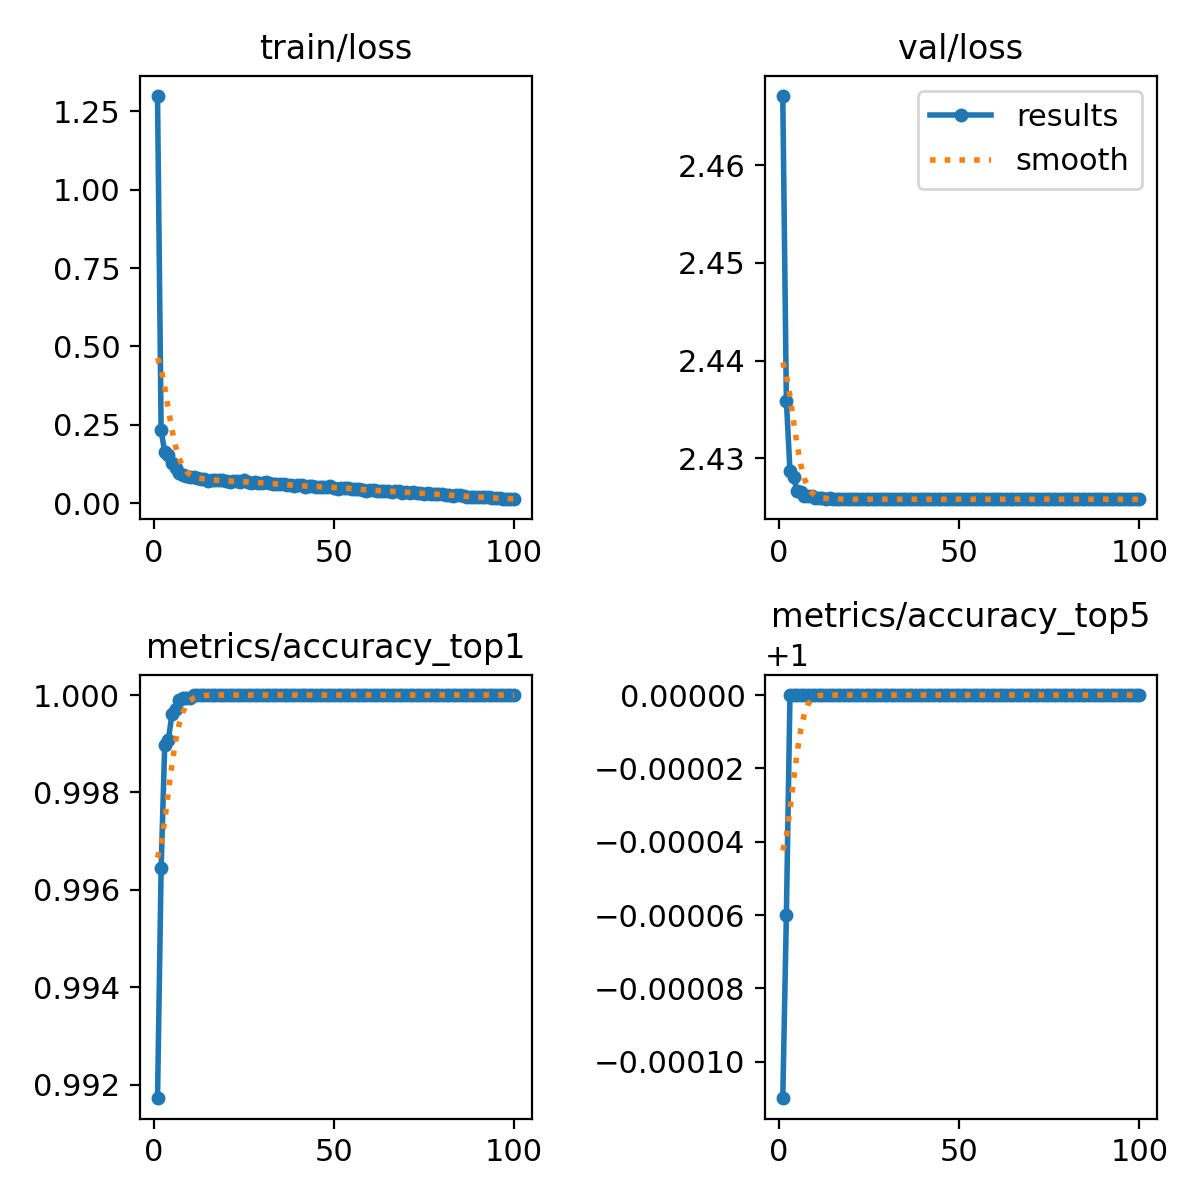 train/loss
1.25
1.00
0.75
0.50
0.25
0.00
0 50 100
val/loss
results
smooth
2.46
2.45
2.44
2.43
0 50 100
metrics/accuracy_top1
1.000
0.998
0.996
0.994
0.992
0 50 100
metrics/accuracy_top5
+1
0.00000
−0.00002
−0.00004
−0.00006
−0.00008
−0.00010
0 50 100